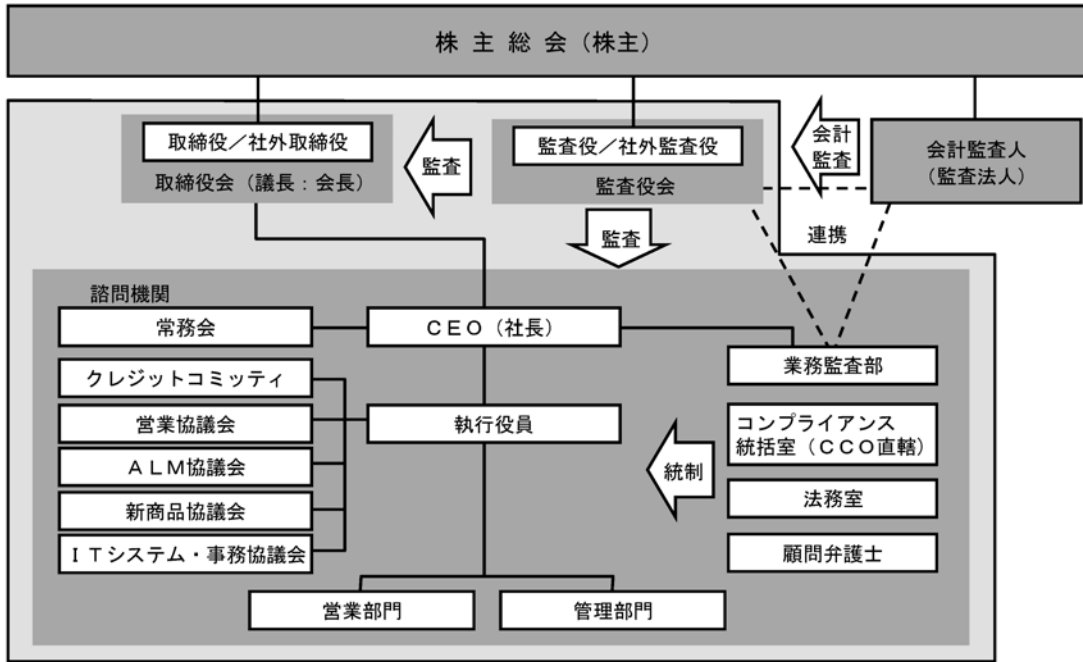 株主総会（株主）
取締役／社外取締役
取締役会（議長：会長）
監査
監査役／社外監査役
監査役会
会計
監査
会計監査人
（監査法人）
監査
連携
諮問機関
常務会
ＣＥＯ（社長）
業務監査部
クレジットコミッティ
営業協議会
執行役員
コンプライアンス
統括室（ＣＣＯ直轄）
ＡＬＭ協議会
統制
新商品協議会
法務室
ＩＴシステム・事務協議会
顧問弁護士
営業部門
管理部門